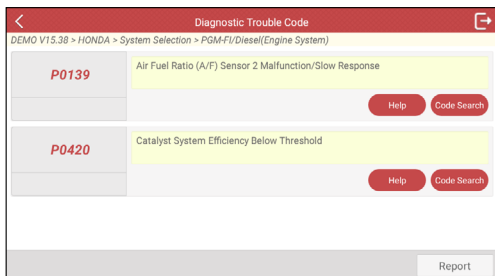 Diagnostic Trouble Code
DEMO V15.38 > HONDA > System Selection > PGM-FI/Diesel(Engine System)
P0139
Air Fuel Ratio (A/F) Sensor 2 Malfunction/Slow Response
Help
Code Search
P0420
Catalyst System Efficiency Below Threshold
Help
Code Search
Report